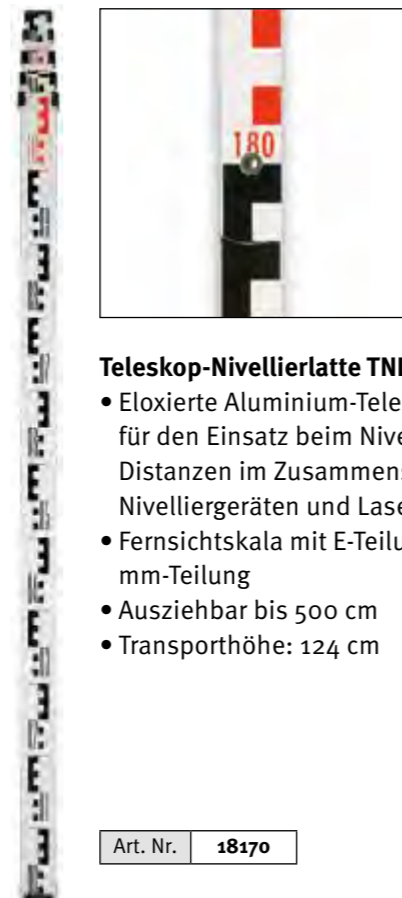 180
Teleskop-Nivellierlatte
• Eloxierte Aluminium-Tele
für den Einsatz beim Nive
Distanzen im Zusammens
Nivelliergeräten und Lase
• Fernsichtskala mit E-Teilu
mm-Teilung
• Ausziehbar bis 500 cm
• Transporthöhe: 124 cm
Art. Nr. 18170